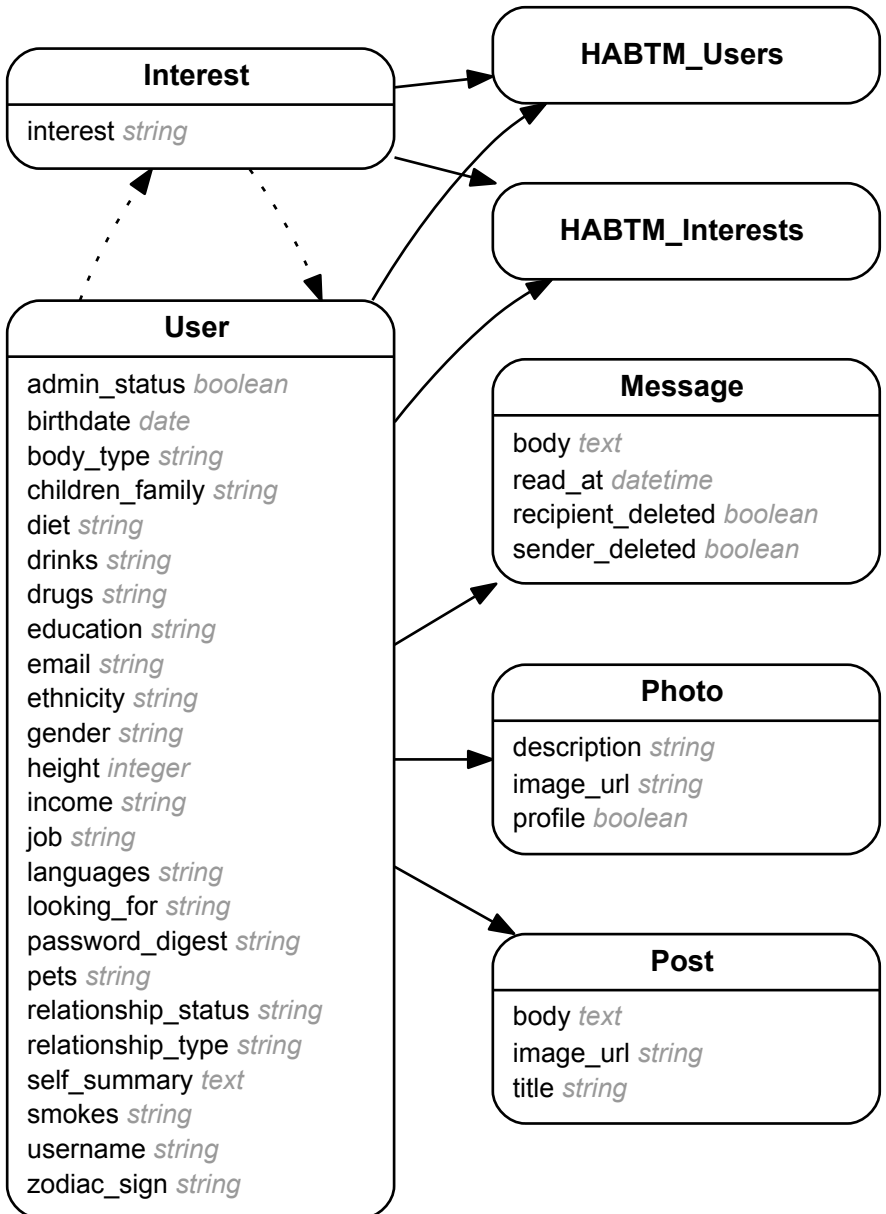 Interest
interest string
User
admin_status boolean
birthdate date
body_type string
children_family string
diet string
drinks string
drugs string
education string
email string
ethnicity string
gender string
height integer
income string
job string
languages string
looking_for string
password_digest string
pets string
relationship_status string
relationship_type string
self_summary text
smokes string
username string
zodiac_sign string
HABTM_Users
HABTM_Interests
Message
body text
read_at datetime
recipient_deleted boolean
sender_deleted boolean
Photo
description string
image_url string
profile boolean
Post
body text
image_url string
title string